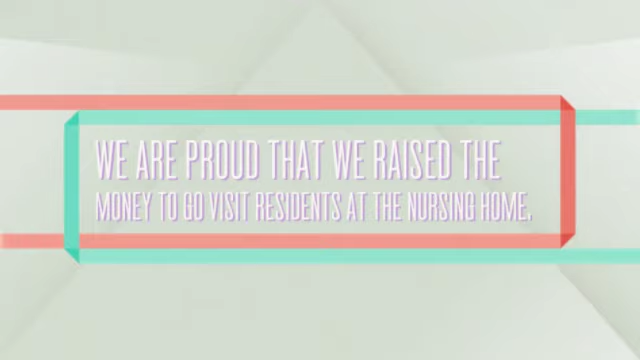 WE ARE PROUD THAT WE RAISED THE
MONEY TO GO VISIT RESIDENTS AT THE NURSING HOME.